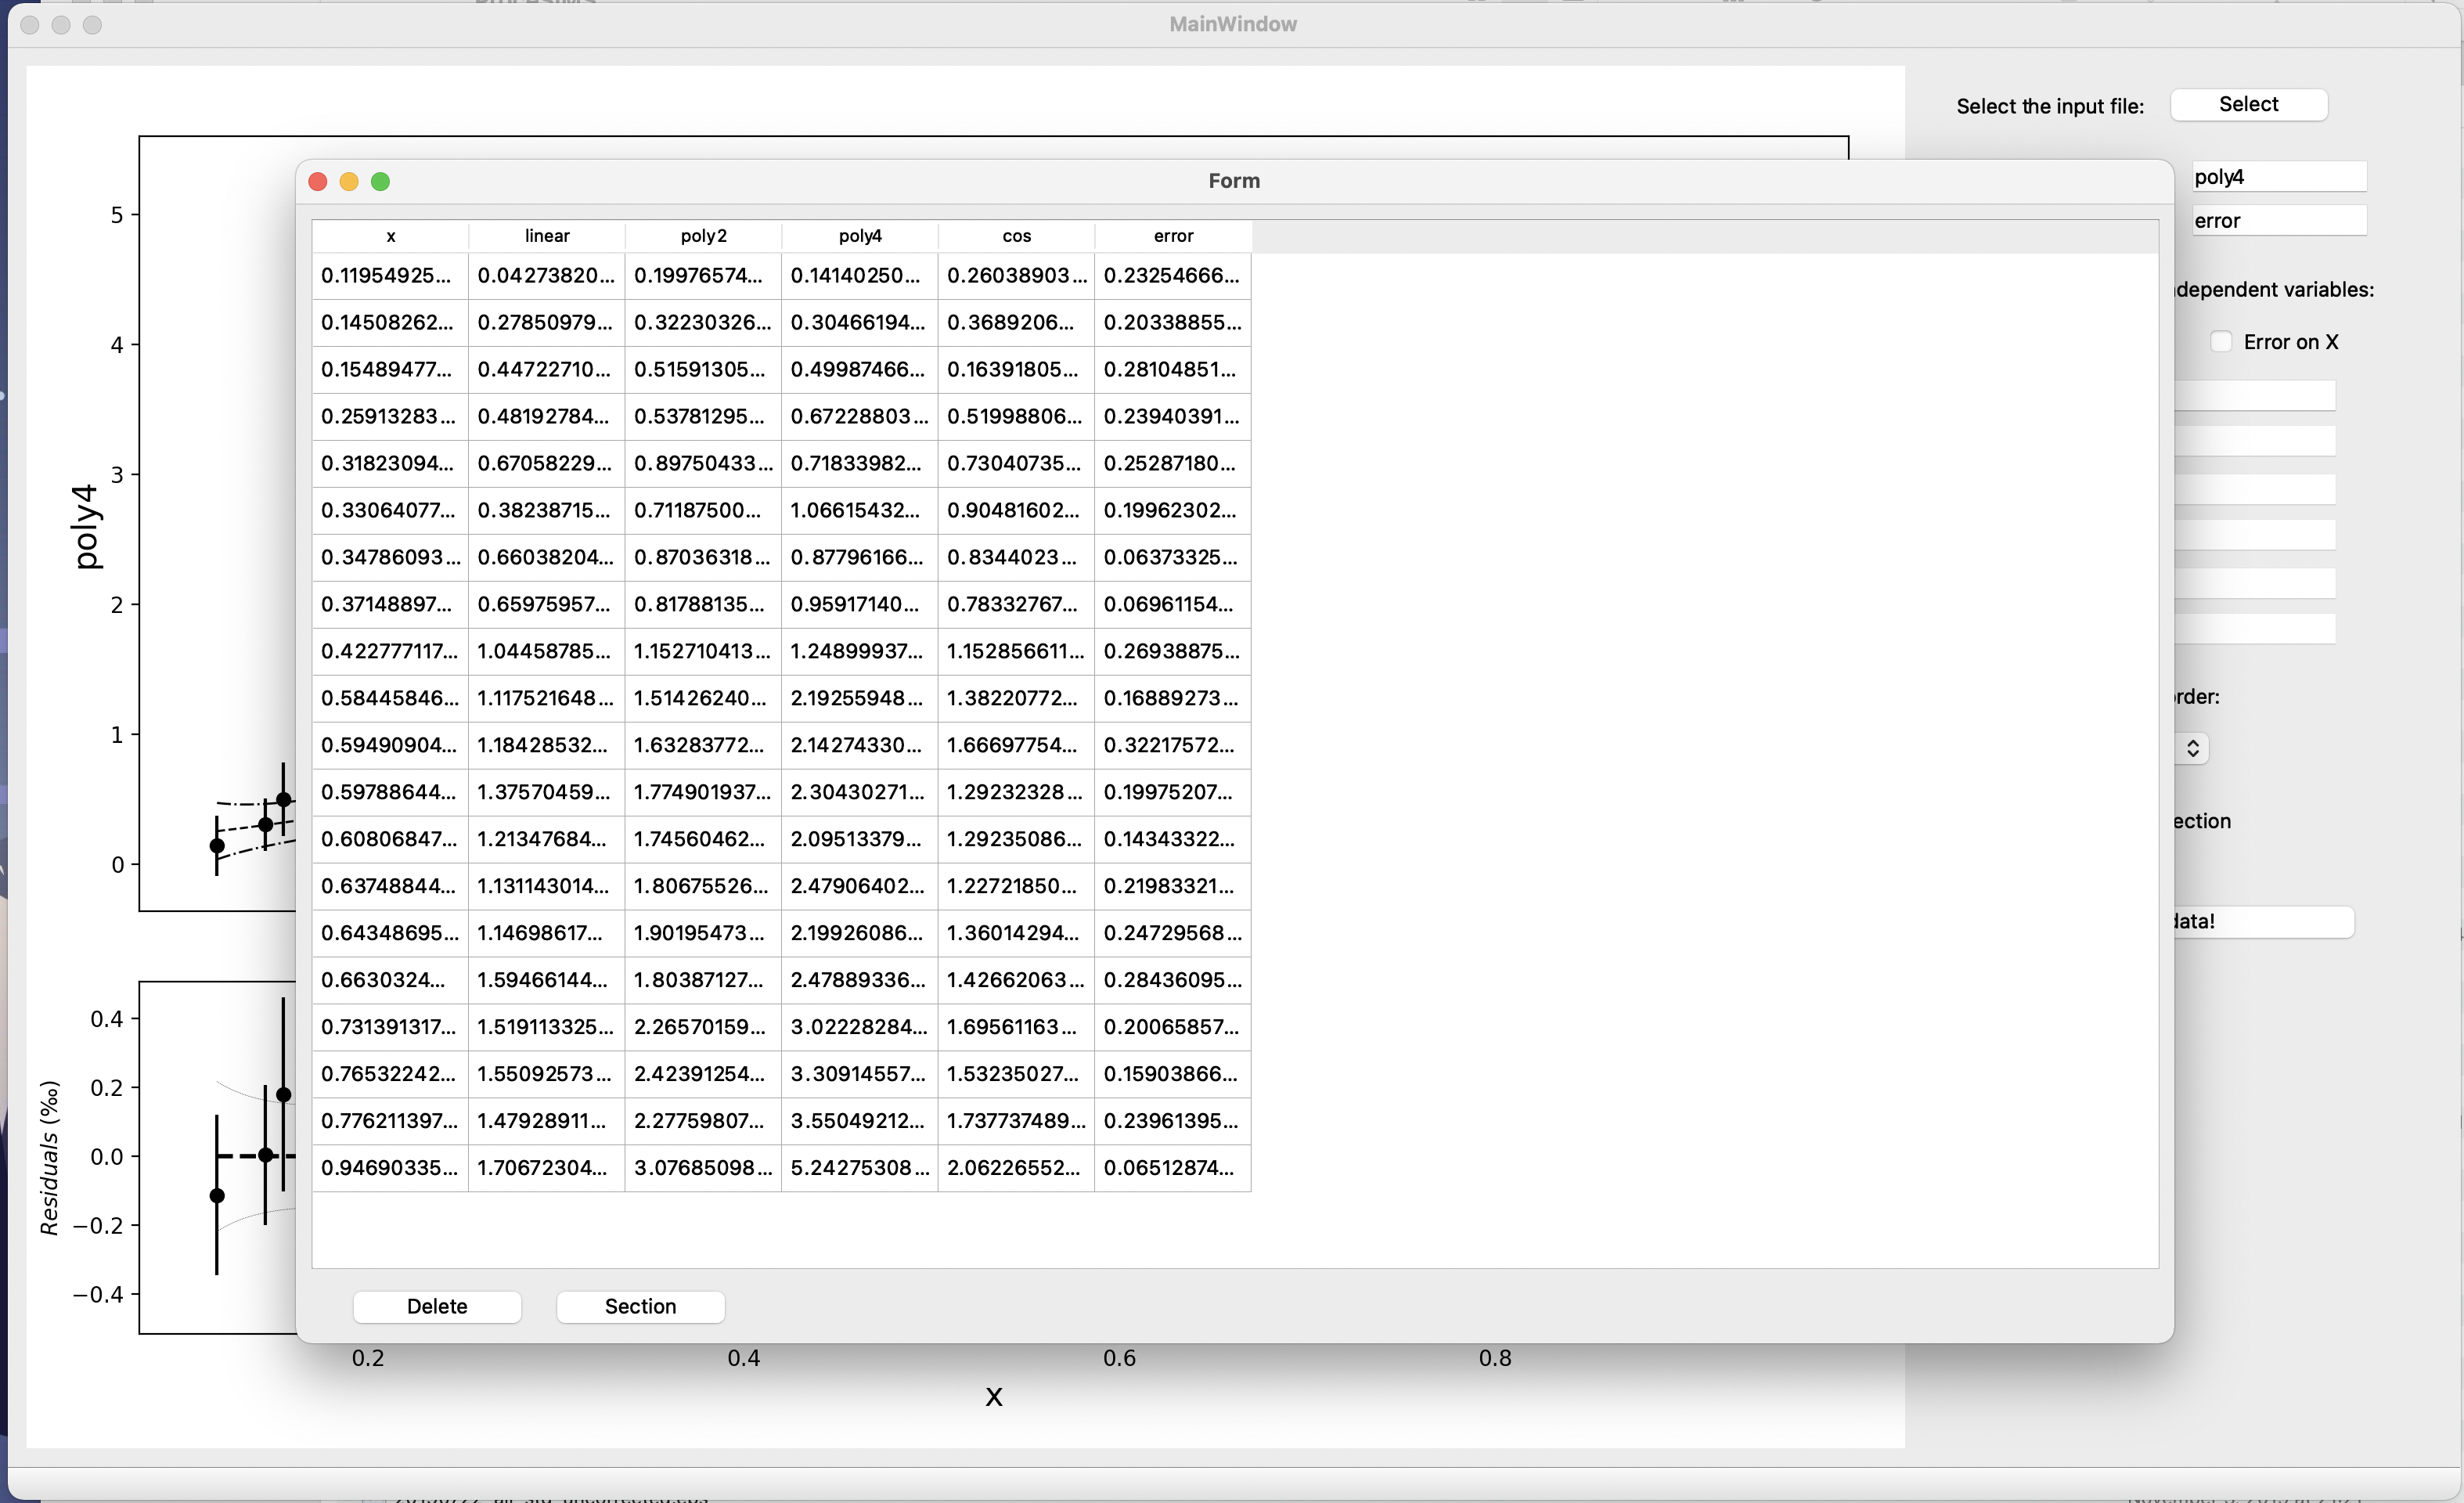 MainWindow
Select the input file: Select
Form
poly4
error
x linear poly2 poly4 cos error
0.11954925... 0.04273820... 0.19976574... 0.14140250... 0.26038903... 0.23254666...
0.14508262... 0.27850979... 0.32230326... 0.30466194... 0.3689206... 0.20338855...
0.15489477... 0.44722710... 0.51591305... 0.49987466... 0.16391805... 0.28104851...
0.25913283... 0.48192784... 0.53781295... 0.67228803... 0.51998806... 0.23940391...
0.31823094... 0.67058229... 0.89750433... 0.71833982... 0.73040735... 0.25287180...
0.33064077... 0.38238715... 0.71187500... 1.06615432... 0.90481602... 0.19962302...
0.34786093... 0.66038204... 0.87036318... 0.87796166... 0.8344023... 0.06373325...
0.37148897... 0.65975957... 0.81788135... 0.95917140... 0.78332767... 0.06961154...
0.422777117... 1.04458785... 1.152710413... 1.24899937... 1.152856611... 0.26938875...
0.58445846... 1.117521648... 1.51426240... 2.19255948... 1.38220772... 0.16889273...
0.59490904... 1.18428532... 1.63283772... 2.14274330... 1.66697754... 0.32217572...
0.59788644... 1.37570459... 1.774901937... 2.30430271... 1.29232328... 0.19975207...
0.60806847... 1.21347684... 1.74560462... 2.09513379... 1.29235086... 0.14343322...
0.63748844... 1.131143014... 1.80675526... 2.47906402... 1.22721850... 0.21983321...
0.64348695... 1.14698617... 1.90195473... 2.19926086... 1.36014294... 0.24729568...
0.6630324... 1.59466144... 1.80387127... 2.47889336... 1.42662063... 0.28436095...
0.731391317... 1.519113325... 2.26570159... 3.02228284... 1.69561163... 0.20065857...
0.76532242... 1.55092573... 2.42391254... 3.30914557... 1.53235027... 0.15903866...
0.776211397... 1.47928911... 2.27759807... 3.55049212... 1.737737489... 0.23961395...
0.94690335... 1.70672304... 3.07685098... 5.24275308... 2.06226552... 0.06512874...
Delete Section
dependent variables:
Error on X
rder:
ection
data!
poly4
5
4
3
2
1
0
Residuals (‰)
0.4
0.2
0.0
−0.2
−0.4
0.2 0.4 0.6 0.8
x